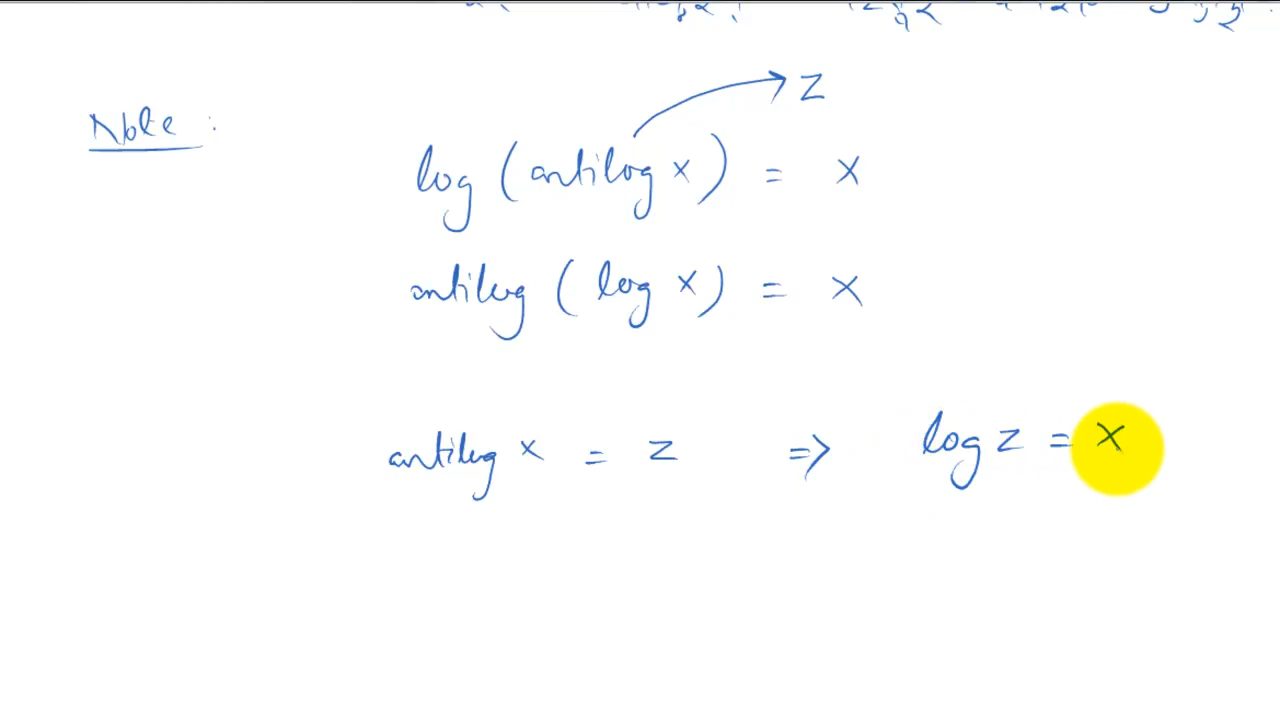 Note :
z
log (antilog x) = x
antilog (log x) = x
antilog x = z => log z = x